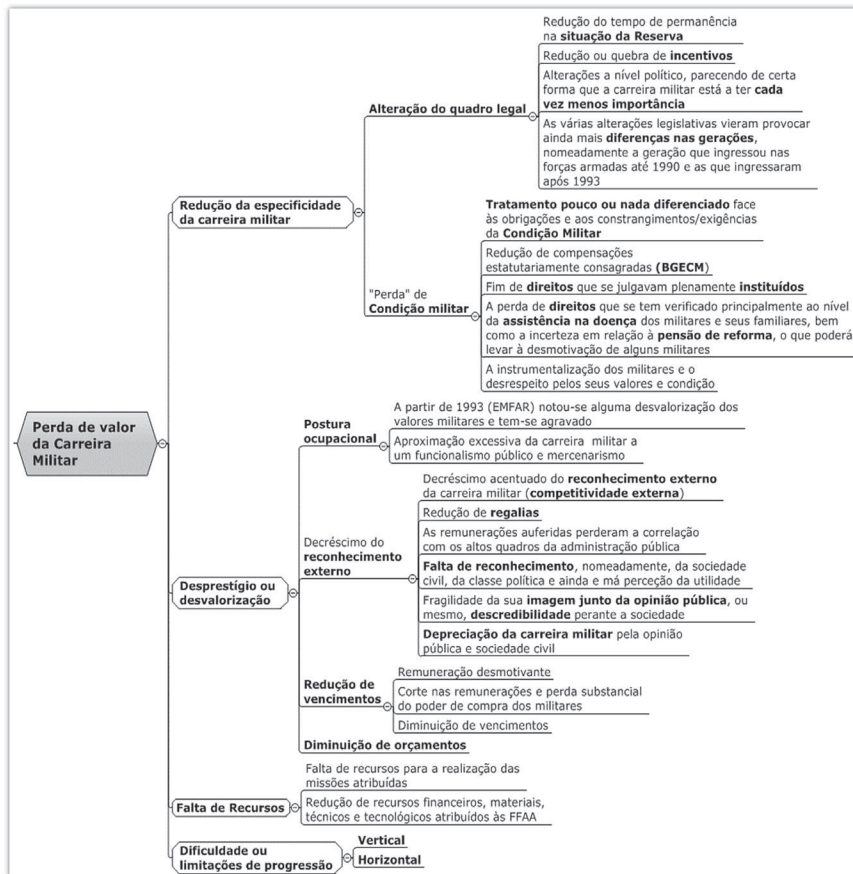 Perda de valor
da Carreira
Militar
Redução da especificidade
da carreira militar
Alteração do quadro legal
Redução do tempo de permanência
na situação da Reserva
Redução ou quebra de incentivos
Alterações a nível político, parecendo de certa
forma que a carreira militar está a ter cada
vez menos importância
As várias alterações legislativas vieram provocar
ainda mais diferenças nas gerações,
nomeadamente a geração que ingressou nas
forças armadas até 1990 e as que ingressaram
após 1993
"Perda" de
Condição militar
Tratamento pouco ou nada diferenciado face
às obrigações e aos constrangimentos/exigências
da Condição Militar
Redução de compensações
estatutariamente consagradas (BGECM)
Fim de direitos que se julgavam plenamente instituídos
A perda de direitos que se tem verificado principalmente ao nível
da assistência na doença dos militares e seus familiares, bem
como a incerteza em relação à pensão de reforma, o que poderá
levar à desmotivação de alguns militares
A instrumentalização dos militares e o
desrespeito pelos seus valores e condição
Desprestígio ou
desvalorização
Postura
ocupacional
A partir de 1993 (EMFAR) notou-se alguma desvalorização dos
valores militares e tem-se agravado
Aproximação excessiva da carreira militar a
um funcionalismo público e mercenarismo
Decréscimo do
reconhecimento
externo
Decréscimo acentuado do reconhecimento externo
da carreira militar (competitividade externa)
Redução de regalias
As remunerações auferidas perderam a correlação
com os altos quadros da administração pública
Falta de reconhecimento, nomeadamente, da sociedade
civil, da classe política e ainda e má perceção da utilidade
Fragilidade da sua imagem junto da opinião pública, ou
mesmo, descredibilidade perante a sociedade
Depreciação da carreira militar pela opinião
pública e sociedade civil
Redução de
vencimentos
Remuneração desmotivante
Corte nas remunerações e perda substancial
do poder de compra dos militares
Diminuição de vencimentos
Diminuição de orçamentos
Falta de Recursos
Falta de recursos para a realização das
missões atribuídas
Redução de recursos financeiros, materiais,
técnicos e tecnológicos atribuídos às FFAA
Dificuldade ou
limitações de progressão
Vertical
Horizontal